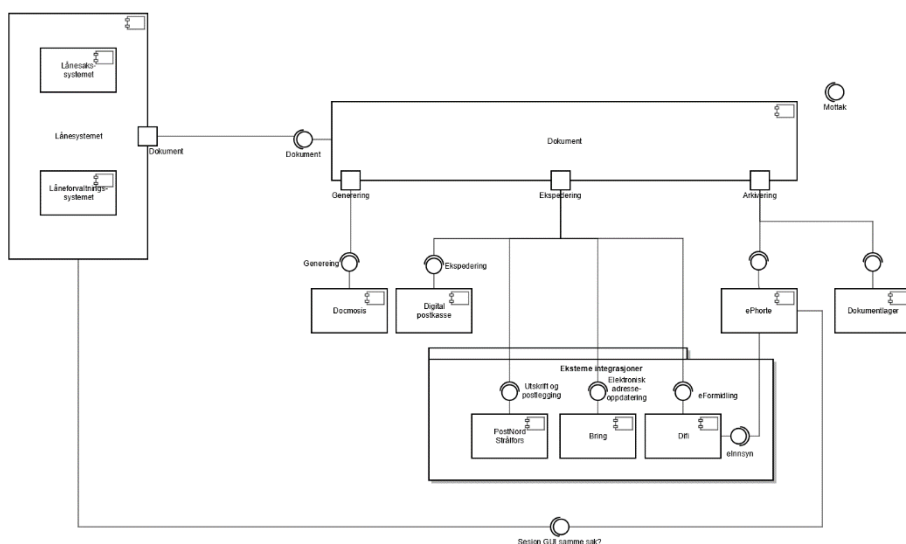 Lånesaks-
systemet
Lånesystemet
Låneforvaltnings-
systemet
Dokument
Dokument
Mottak
Dokument
Generering
Ekspedering
Arkivering
Genereing
Ekspedering
Docmosis
Digital
postkasse
ePhorte
Dokumentlager
Eksterne integrasjoner
Utskrift og
postlegging
Elektronisk
adresse-
oppdatering
eFormidling
PostNord
Strålfors
Bring
Difi
eInnsyn
Sesjon GUI samme sak?